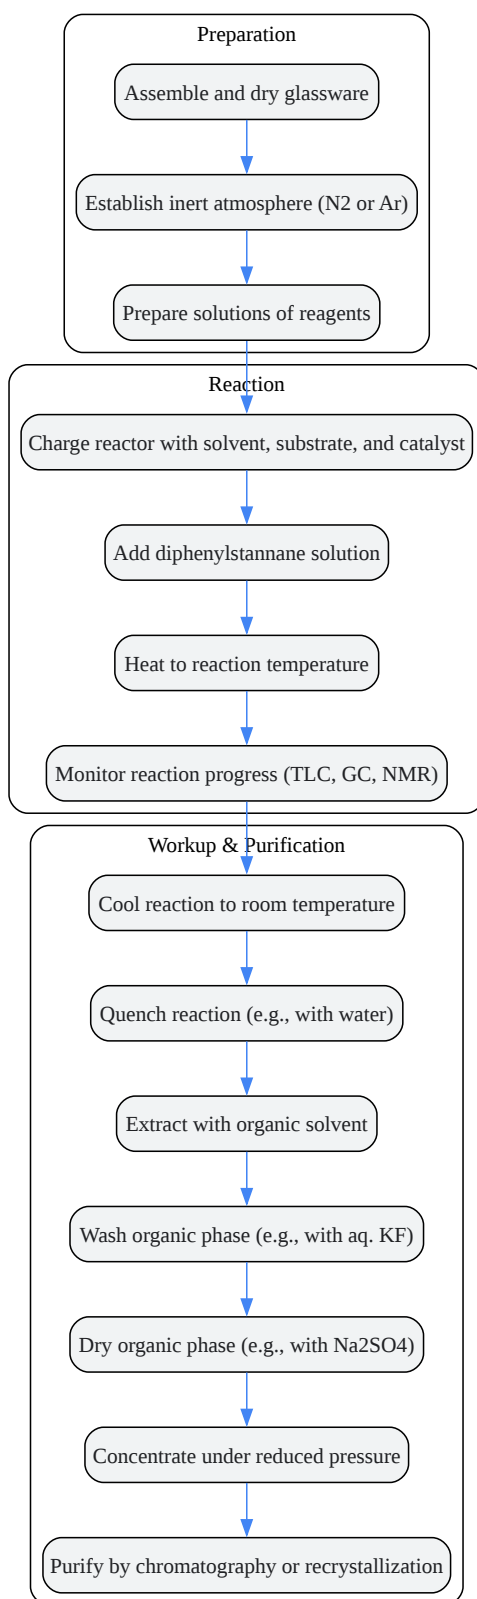 Preparation
Assemble and dry glassware
Establish inert atmosphere (N2 or Ar)
Prepare solutions of reagents
Reaction
Charge reactor with solvent, substrate, and catalyst
Add diphenylstannane solution
Heat to reaction temperature
Monitor reaction progress (TLC, GC, NMR)
Workup & Purification
Cool reaction to room temperature
Quench reaction (e.g., with water)
Extract with organic solvent
Wash organic phase (e.g., with aq. KF)
Dry organic phase (e.g., with Na2SO4)
Concentrate under reduced pressure
Purify by chromatography or recrystallization